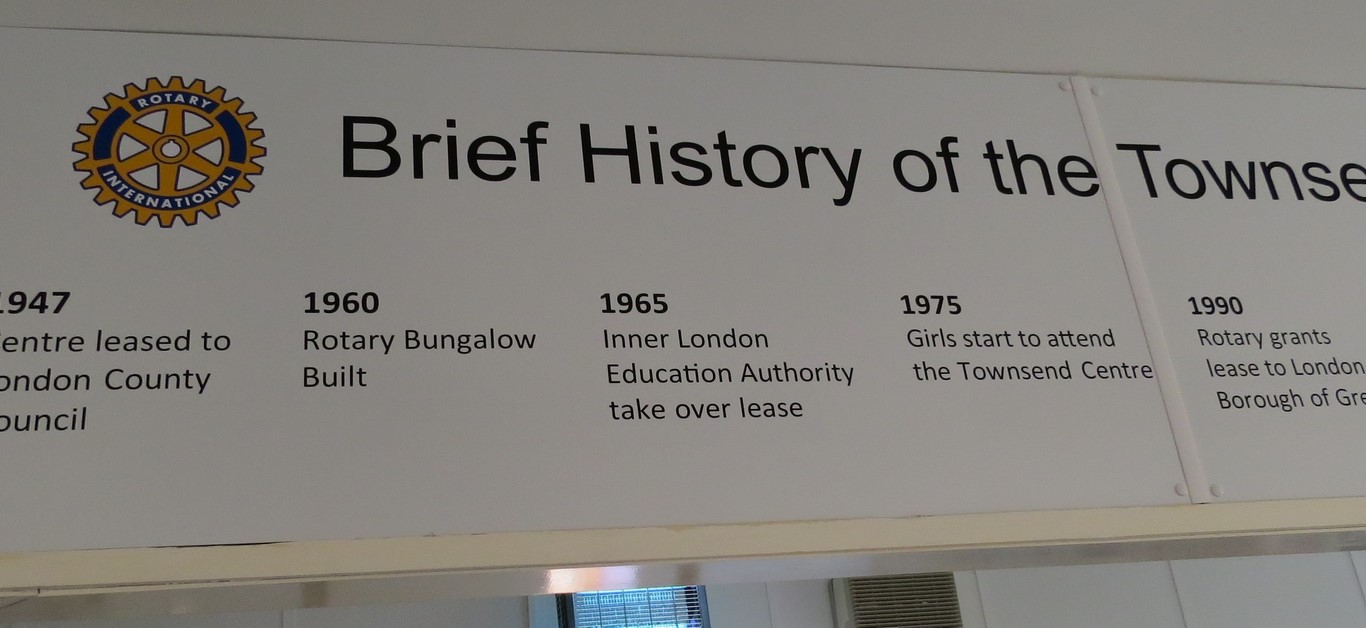 ROTARY
INTERNATIONAL
Brief History of the Townse
1947
entre leased to
ondon County
ouncil
1960
Rotary Bungalow
Built
1965
Inner London
Education Authority
take over lease
1975
Girls start to attend
the Townsend Centre
1990
Rotary grants
lease to London
Borough of Gre